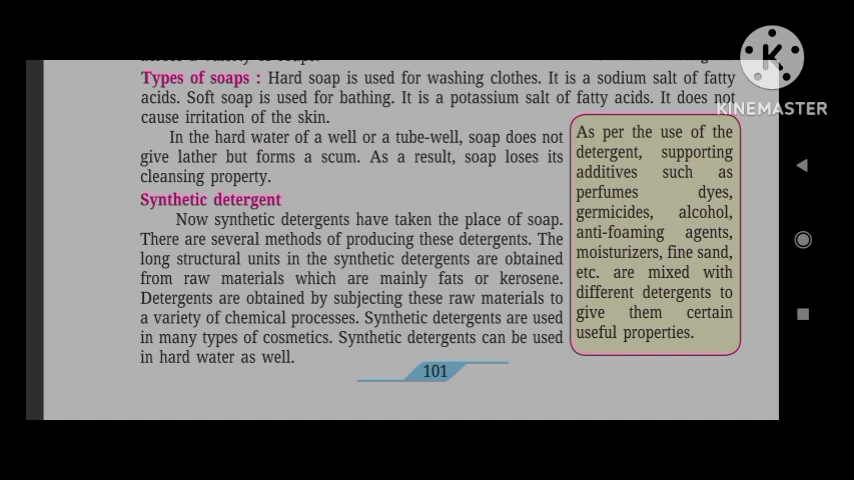 Types of soaps : Hard soap is used for washing clothes. It is a sodium salt of fatty
acids. Soft soap is used for bathing. It is a potassium salt of fatty acids. It does not
cause irritation of the skin.
In the hard water of a well or a tube-well, soap does not
give lather but forms a scum. As a result, soap loses its
cleansing property.
Synthetic detergent
Now synthetic detergents have taken the place of soap.
There are several methods of producing these detergents. The
long structural units in the synthetic detergents are obtained
from raw materials which are mainly fats or kerosene.
Detergents are obtained by subjecting these raw materials to
a variety of chemical processes. Synthetic detergents are used
in many types of cosmetics. Synthetic detergents can be used
in hard water as well.
As per the use of the
detergent, supporting
additives such as
perfumes dyes,
germicides, alcohol,
anti-foaming agents,
moisturizers, fine sand,
etc. are mixed with
different detergents to
give them certain
useful properties.
101
K
KINEMASTER